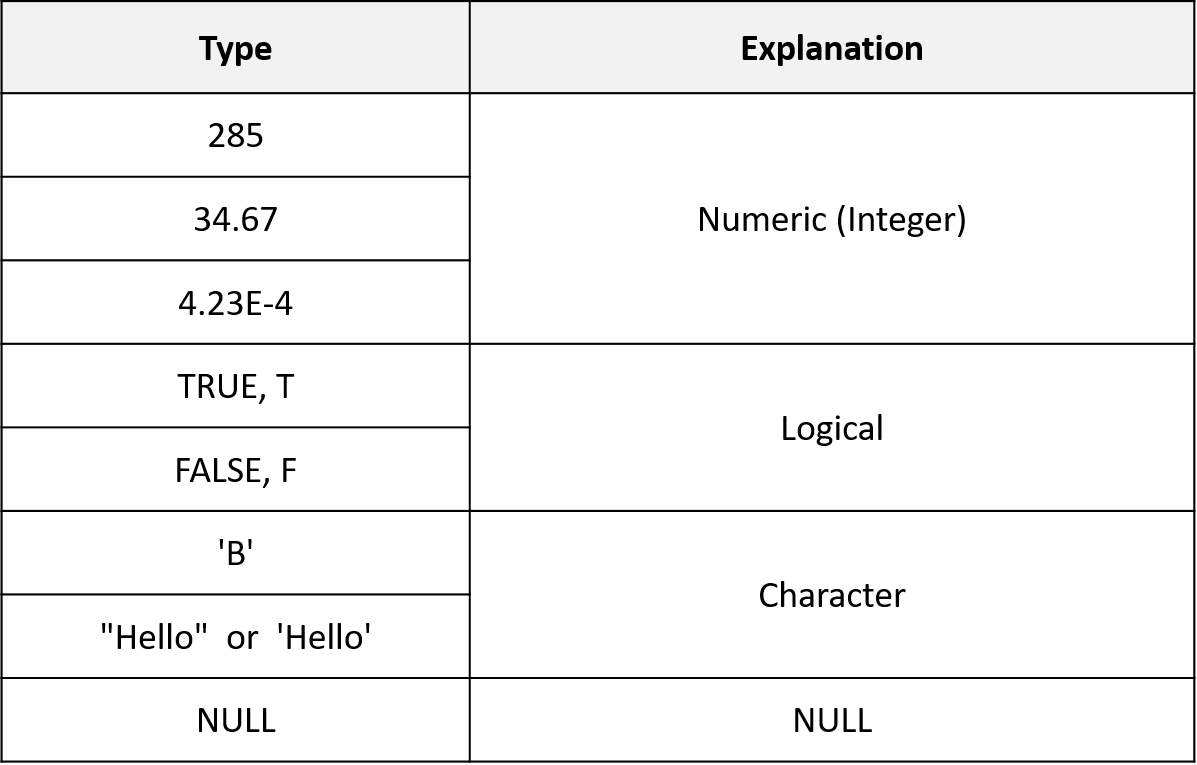 Type Explanation
285
34.67
Numeric (Integer)
4.23E-4
TRUE, T
Logical
FALSE, F
'B'
Character
"Hello"  or  'Hello'
NULL NULL